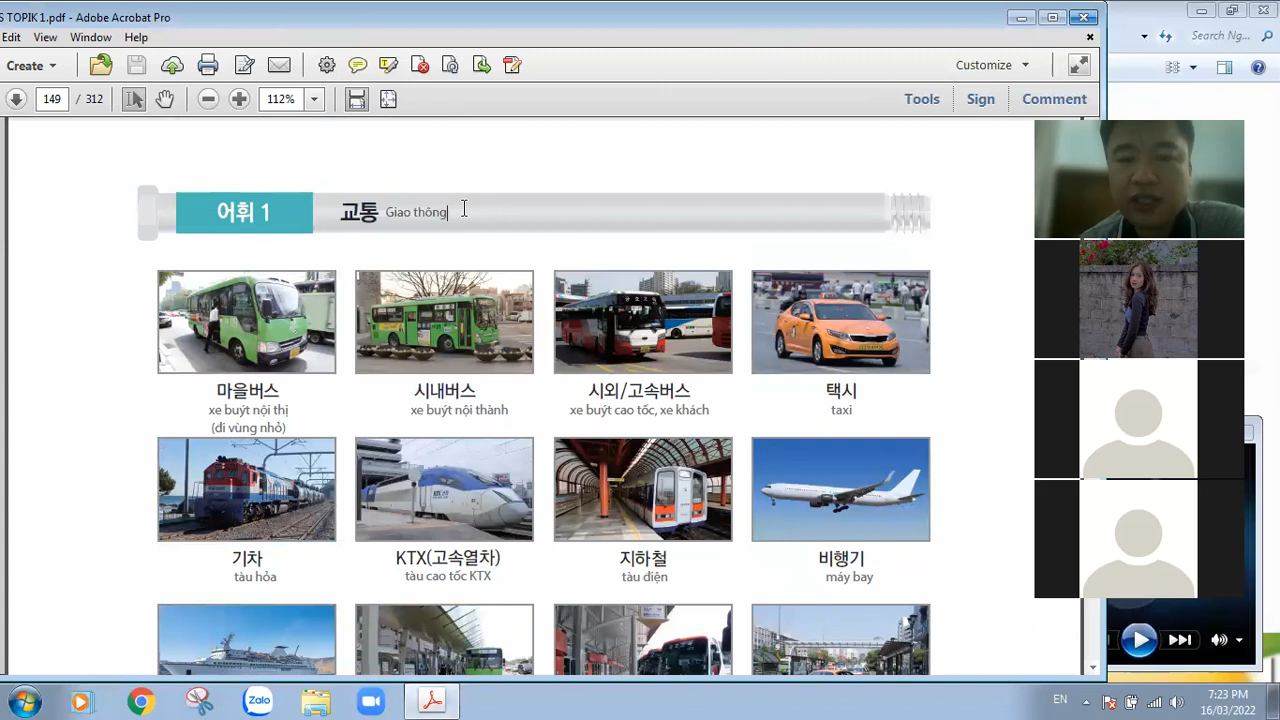 S TOPIK 1.pdf - Adobe Acrobat Pro
Edit View Window Help
Search Ng...
Create
Customize
149 / 312
112%
Tools Sign Comment
어휘 1
교통 Giao thông
마을버스
xe buýt nội thị
(đi vùng nhỏ)
시내버스
xe buýt nội thành
시외/고속버스
xe buýt cao tốc, xe khách
택시
taxi
기차
tàu hỏa
KTX(고속열차)
tàu cao tốc KTX
지하철
tàu điện
비행기
máy bay
Zalo
EN
7:23 PM
16/03/2022